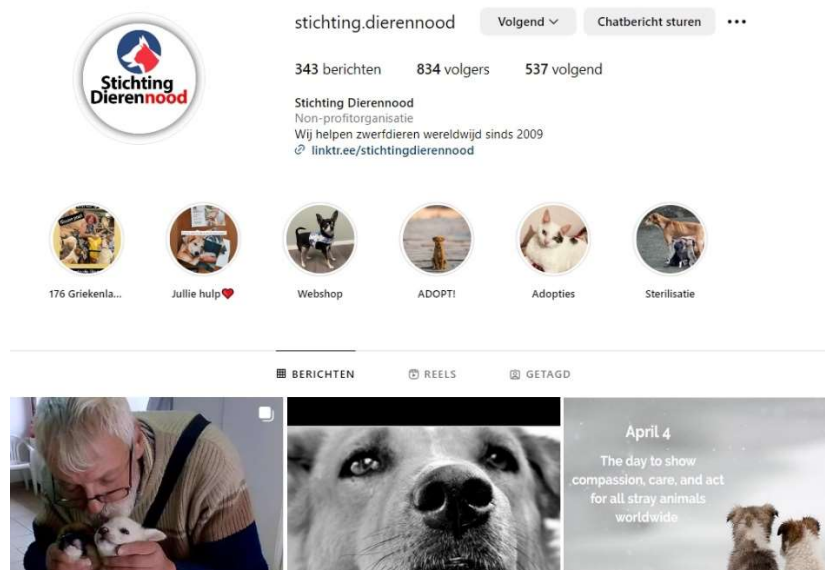 Stichting
Dierennood
stichting.dierennood
Volgend
Chatbericht sturen
343 berichten 834 volgers 537 volgend
Stichting Dierennood
Non-profitorganisatie
Wij helpen zwerfdieren wereldwijd sinds 2009
linktr.ee/stichtingdierennood
176 Griekenla...
Jullie hulp❤
Webshop
ADOPT!
Adopties
Sterilisatie
BERICHTEN
REELS
GETAGD
April 4
The day to show
compassion, care, and act
for all stray animals
worldwide